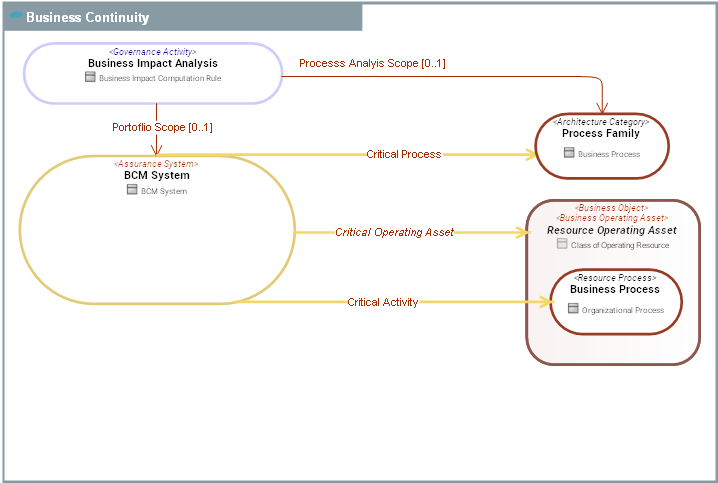 Business Continuity
<Governance Activity>
Business Impact Analysis
Business Impact Computation Rule
Processs Analyis Scope [0..1]
Portoflio Scope [0..1]
<Architecture Category>
Process Family
Business Process
Critical Process
<Assurance System>
BCM System
BCM System
<Business Object>
<Business Operating Asset>
Resource Operating Asset
Class of Operating Resource
Critical Operating Asset
<Resource Process>
Business Process
Organizational Process
Critical Activity